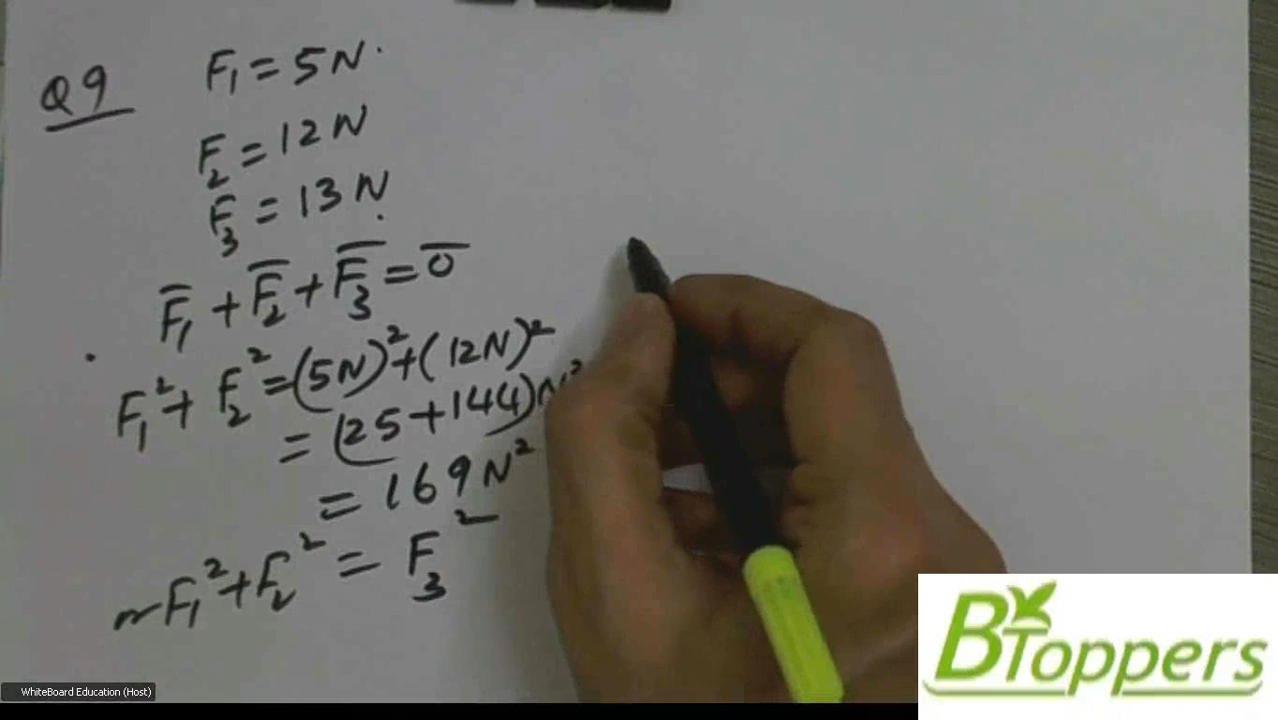 Q9 F₁ = 5N.
F₂ = 12N
F₃ = 13N.
F̅₁ + F̅₂ + F̅₃ = 0̅
F₁² + F₂² = (5N)² + (12N)²
= (25 + 144)N²
= 169N²
F₁² + F₂² = F₃²
BToppers
WhiteBoard Education (Host)